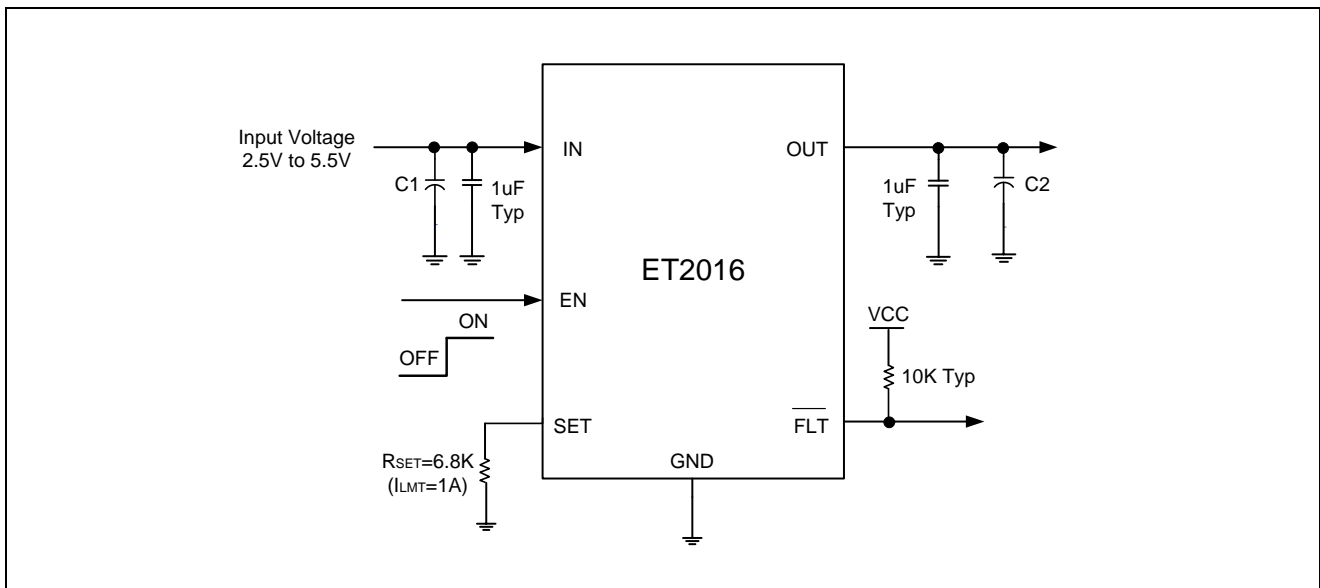 Input Voltage
2.5V to 5.5V
C1
1uF
Typ
IN
OUT
1uF
Typ
C2
ET2016
EN
ON
OFF
VCC
10K Typ
SET
FLT
RSET=6.8K
(ILMT=1A)
GND